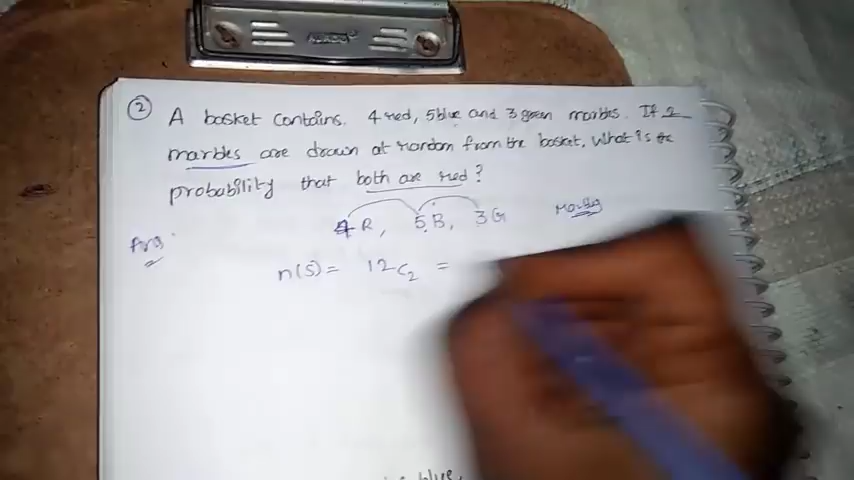 ② A basket contains. 4 red, 5 blue and 3 green marbles. If 2
marbles are drawn at random from the basket, what is the
probability that both are red?
4R, 5B, 3G
Ans
n(S) = 12C₂ =
blue,